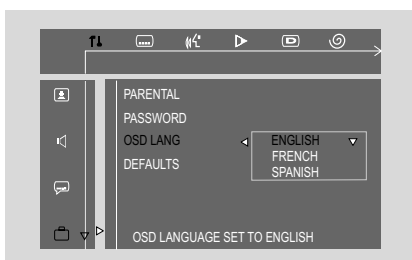 PARENTAL
PASSWORD
OSD LANG
ENGLISH
FRENCH
DEFAULTS
SPANISH
OSD LANGUAGE SET TO ENGLISH